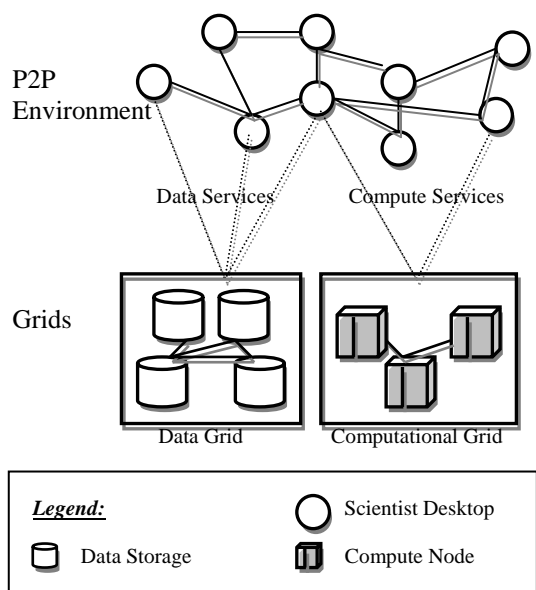 P2P
Environment
Data Services
Compute Services
Grids
Data Grid
Computational Grid
Legend:
Scientist Desktop
Data Storage
Compute Node